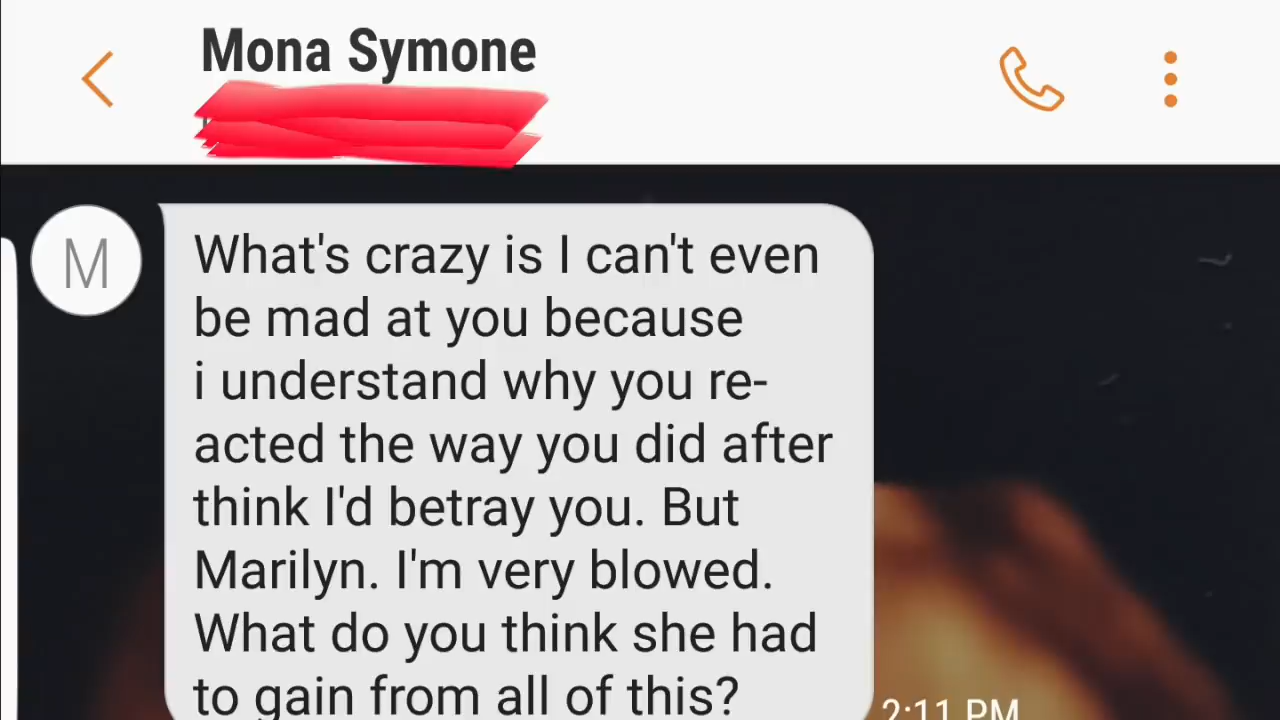 Mona Symone
M
What's crazy is I can't even
be mad at you because
i understand why you re-
acted the way you did after
think I'd betray you. But
Marilyn. I'm very blowed.
What do you think she had
to gain from all of this?
2:11 PM